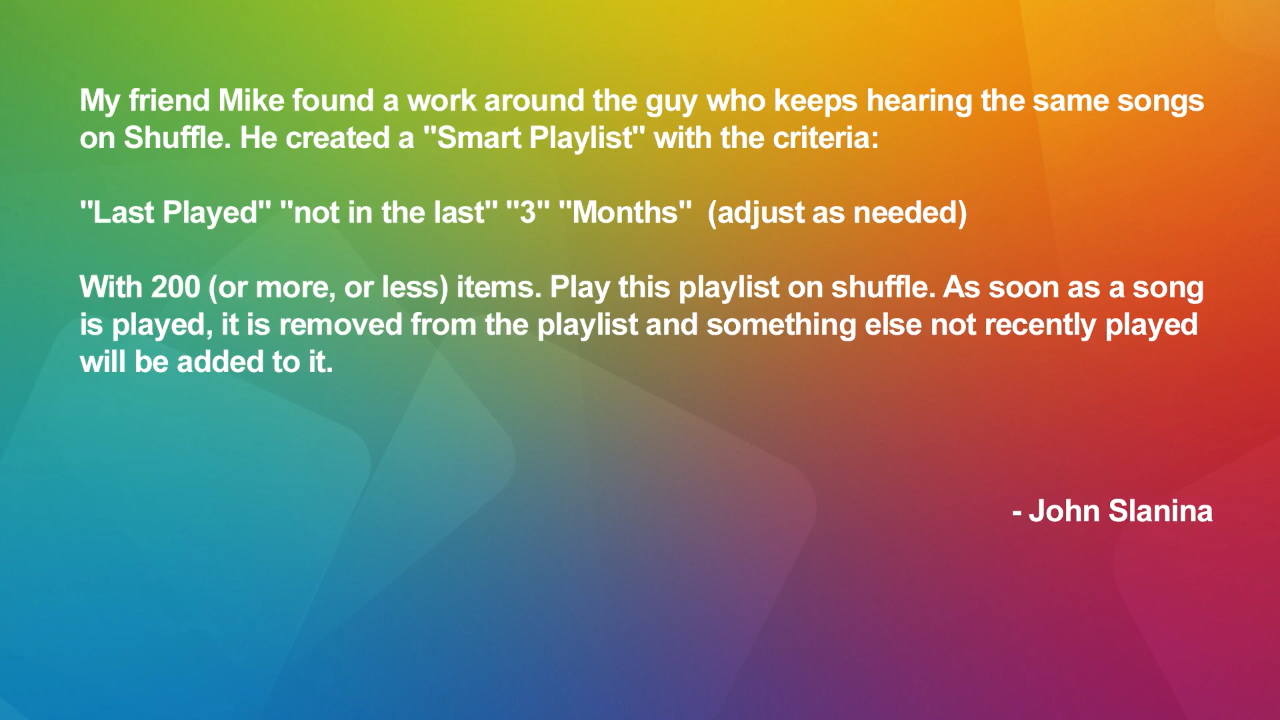 My friend Mike found a work around the guy who keeps hearing the same songs
on Shuffle. He created a "Smart Playlist" with the criteria:
"Last Played" "not in the last" "3" "Months"  (adjust as needed)
With 200 (or more, or less) items. Play this playlist on shuffle. As soon as a song
is played, it is removed from the playlist and something else not recently played
will be added to it.
- John Slanina